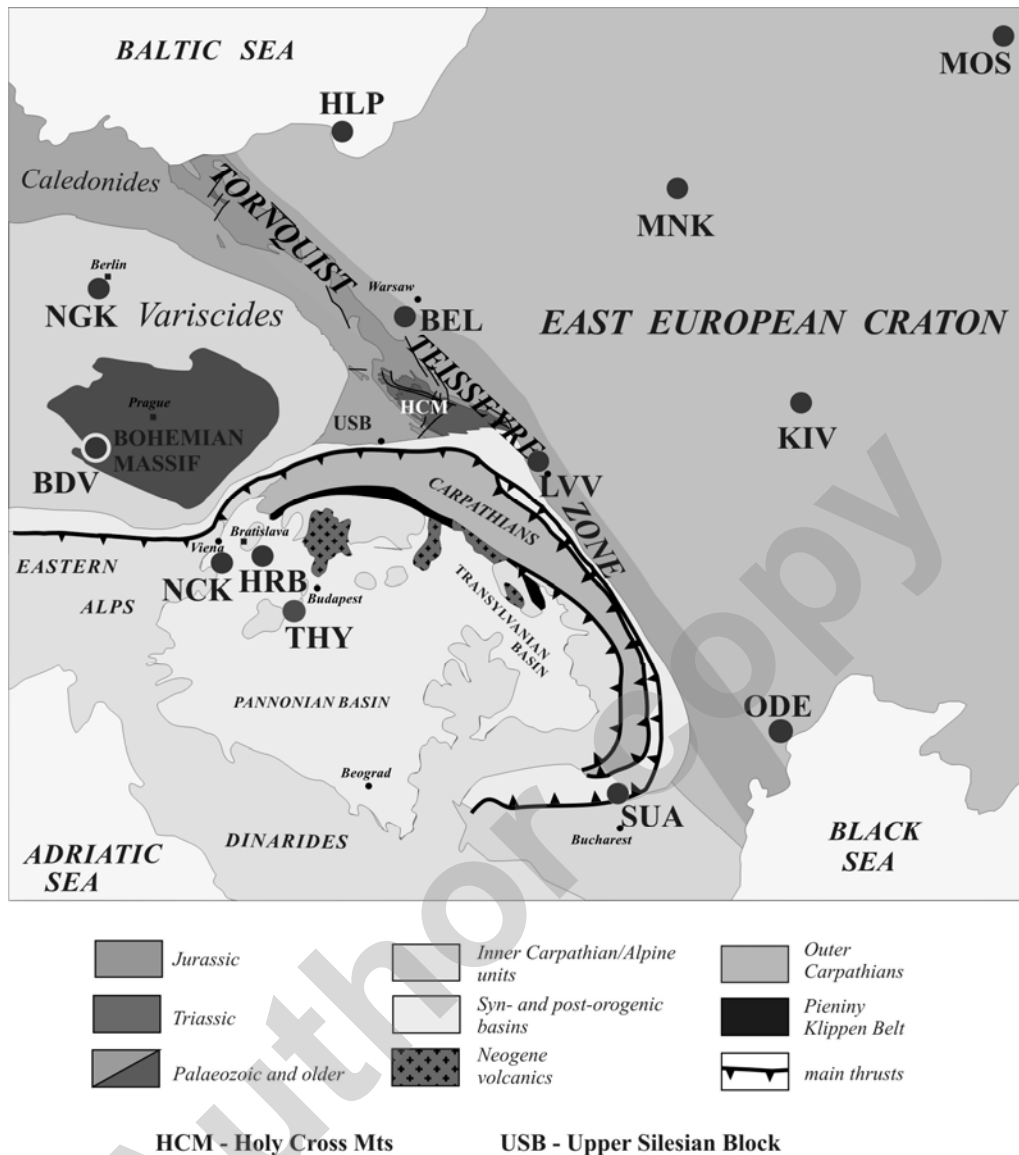 BALTIC SEA
MOS
HLP
Caledonides
TORNQUIST
MNK
Berlin
NGK
Variscides
Warsaw
BEL
EAST EUROPEAN CRATON
TEISSEYRE
HCM
Prague
USB
BOHEMIAN
MASSIF
BDV
KIV
LVV
ZONE
CARPATHIANS
EASTERN
ALPS
Viena
Bratislava
NCK
HRB
Budapest
THY
TRANSYLVANIAN
BASIN
PANNONIAN BASIN
ODE
Beograd
SUA
Bucharest
DINARIDES
ADRIATIC
SEA
BLACK
SEA
Author copy
Jurassic
Inner Carpathian/Alpine
units
Outer
Carpathians
Triassic
Syn- and post-orogenic
basins
Pieniny
Klippen Belt
Palaeozoic and older
Neogene
volcanics
main thrusts
HCM - Holy Cross Mts
USB - Upper Silesian Block